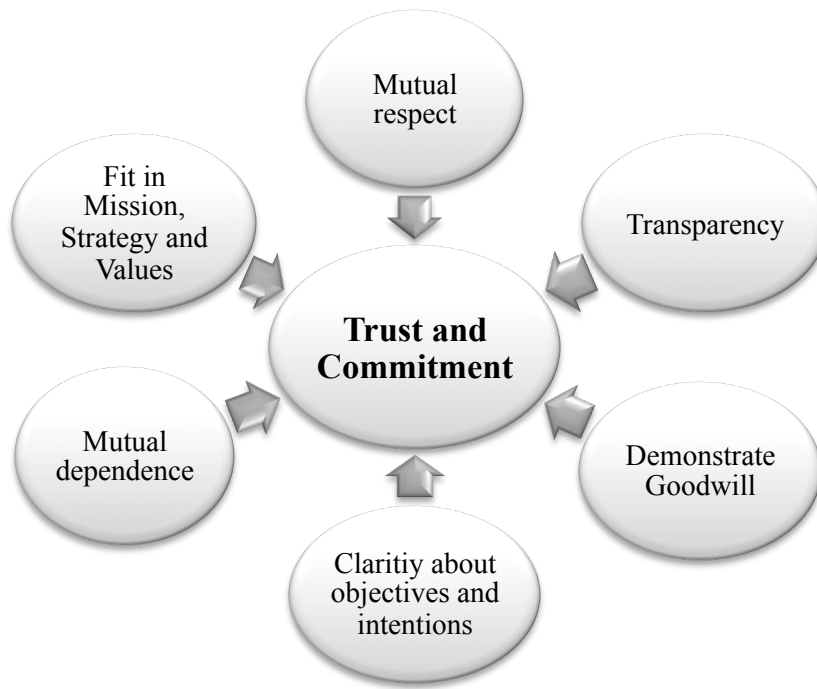 Mutual
respect
Fit in
Mission,
Strategy and
Values
Transparency
Trust and
Commitment
Mutual
dependence
Demonstrate
Goodwill
Claritiy about
objectives and
intentions